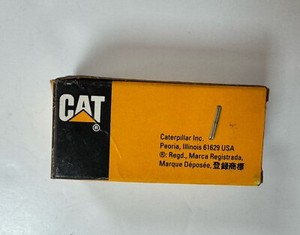 CAT
®
Caterpillar Inc.
Peoria, Illinois 61629 USA
®: Regd., Marca Registrada,
Marque Déposée, 登録商標